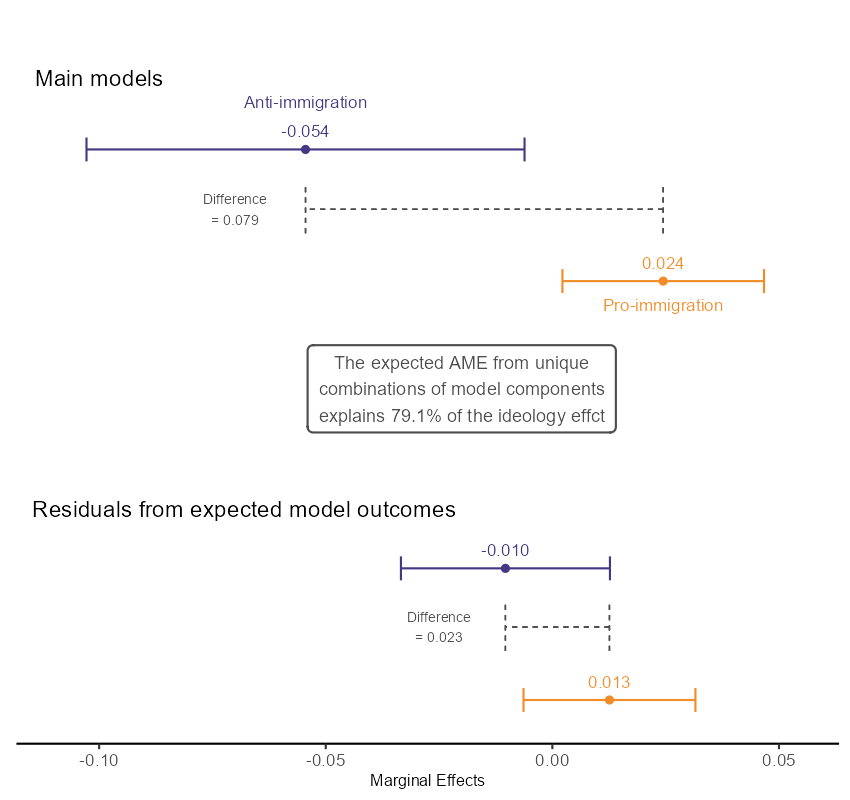 Main models
Anti-immigration
-0.054
Difference
= 0.079
0.024
Pro-immigration
The expected AME from unique
combinations of model components
explains 79.1% of the ideology effct
Residuals from expected model outcomes
-0.010
Difference
= 0.023
0.013
-0.10 -0.05 0.00 0.05
Marginal Effects